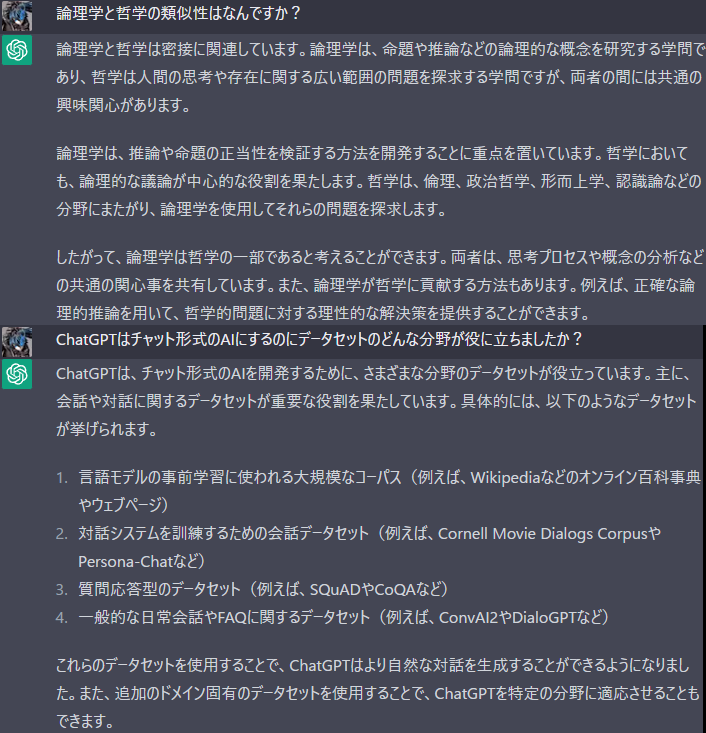 論理学と哲学の類似性はなんですか？
論理学と哲学は密接に関連しています。論理学は、命題や推論などの論理的な概念を研究する学問で
あり、哲学は人間の思考や存在に関する広い範囲の問題を探求する学問ですが、両者の間には共通の
興味関心があります。
論理学は、推論や命題の正当性を検証する方法を開発することに重点を置いています。哲学において
も、論理的な議論が中心的な役割を果たします。哲学は、倫理、政治哲学、形而上学、認識論などの
分野にまたがり、論理学を使用してそれらの問題を探求します。
したがって、論理学は哲学の一部であると考えることができます。両者は、思考プロセスや概念の分析など
の共通の関心事を共有しています。また、論理学が哲学に貢献する方法もあります。例えば、正確な論
理的推論を用いて、哲学的問題に対する理性的な解決策を提供することができます。
ChatGPTはチャット形式のAIにするのにデータセットのどんな分野が役に立ちましたか？
ChatGPTは、チャット形式のAIを開発するために、さまざまな分野のデータセットが役立っています。主に、
会話や対話に関するデータセットが重要な役割を果たしています。具体的には、以下のようなデータセット
が挙げられます。
1. 言語モデルの事前学習に使われる大規模なコーパス（例えば、Wikipediaなどのオンライン百科事典
やウェブページ）
2. 対話システムを訓練するための会話データセット（例えば、Cornell Movie Dialogs Corpusや
Persona-Chatなど）
3. 質問応答型のデータセット（例えば、SQuADやCoQAなど）
4. 一般的な日常会話やFAQに関するデータセット（例えば、ConvAI2やDialoGPTなど）
これらのデータセットを使用することで、ChatGPTはより自然な対話を生成することができるようになりまし
た。また、追加のドメイン固有のデータセットを使用することで、ChatGPTを特定の分野に適応させることも
できます。